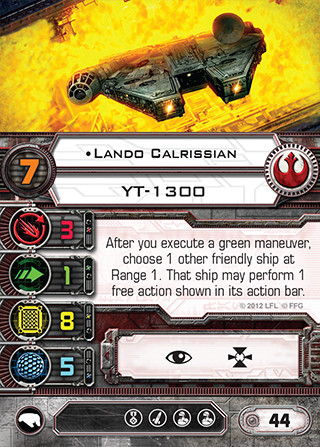 •LANDO CALRISSIAN
7
YT-1300
3
After you execute a green maneuver,
choose 1 other friendly ship at
Range 1. That ship may perform 1
free action shown in its action bar.
© 2012 LFL © FFG
1
8
5
44